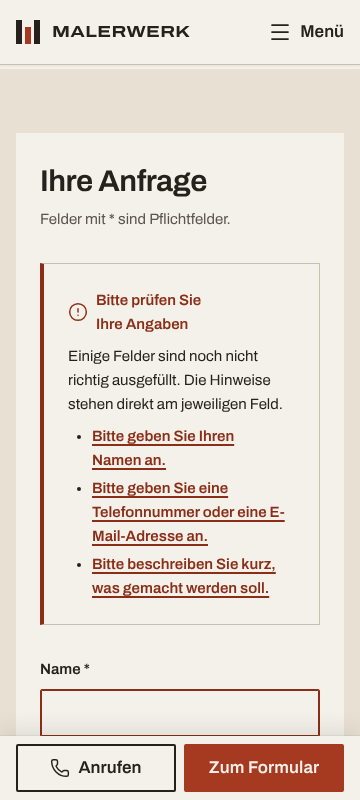 MALERWERK
Menü
Ihre Anfrage
Felder mit * sind Pflichtfelder.
Bitte prüfen Sie
Ihre Angaben
Einige Felder sind noch nicht
richtig ausgefüllt. Die Hinweise
stehen direkt am jeweiligen Feld.
Bitte geben Sie Ihren
Namen an.
Bitte geben Sie eine
Telefonnummer oder eine E-
Mail-Adresse an.
Bitte beschreiben Sie kurz,
was gemacht werden soll.
Name *
Anrufen
Zum Formular